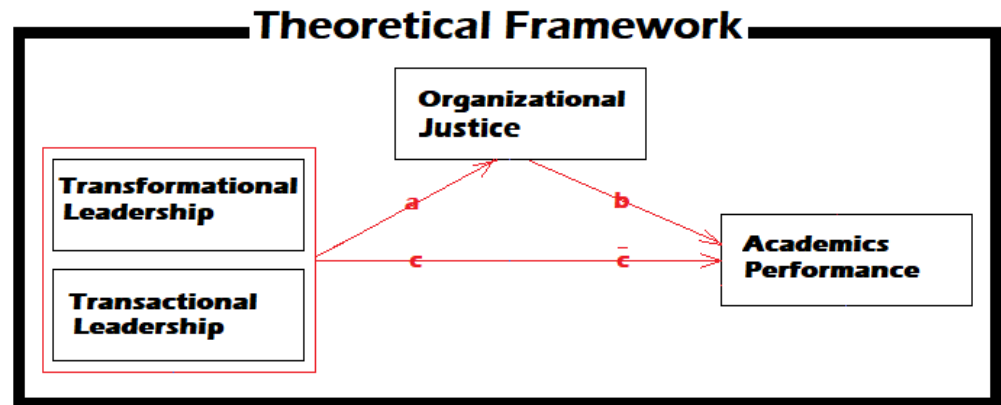 Theoretical Framework
Organizational
Justice
Transformational
Leadership
a
b
Academics
Performance
c
c̄
Transactional
Leadership